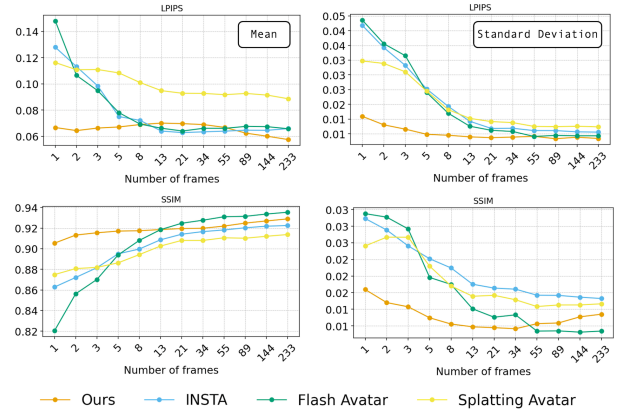 LPIPS
Mean
0.14
0.12
0.10
0.08
0.06
1 2 3 5 8 13 21 34 55 89 144 233
Number of frames
LPIPS
Standard Deviation
0.05
0.04
0.04
0.03
0.03
0.02
0.01
0.01
1 2 3 5 8 13 21 34 55 89 144 233
Number of frames
SSIM
0.94
0.92
0.90
0.88
0.86
0.84
0.82
1 2 3 5 8 13 21 34 55 89 144 233
Number of frames
SSIM
0.03
0.03
0.03
0.02
0.02
0.02
0.01
0.01
1 2 3 5 8 13 21 34 55 89 144 233
Number of frames
Ours INSTA Flash Avatar Splatting Avatar